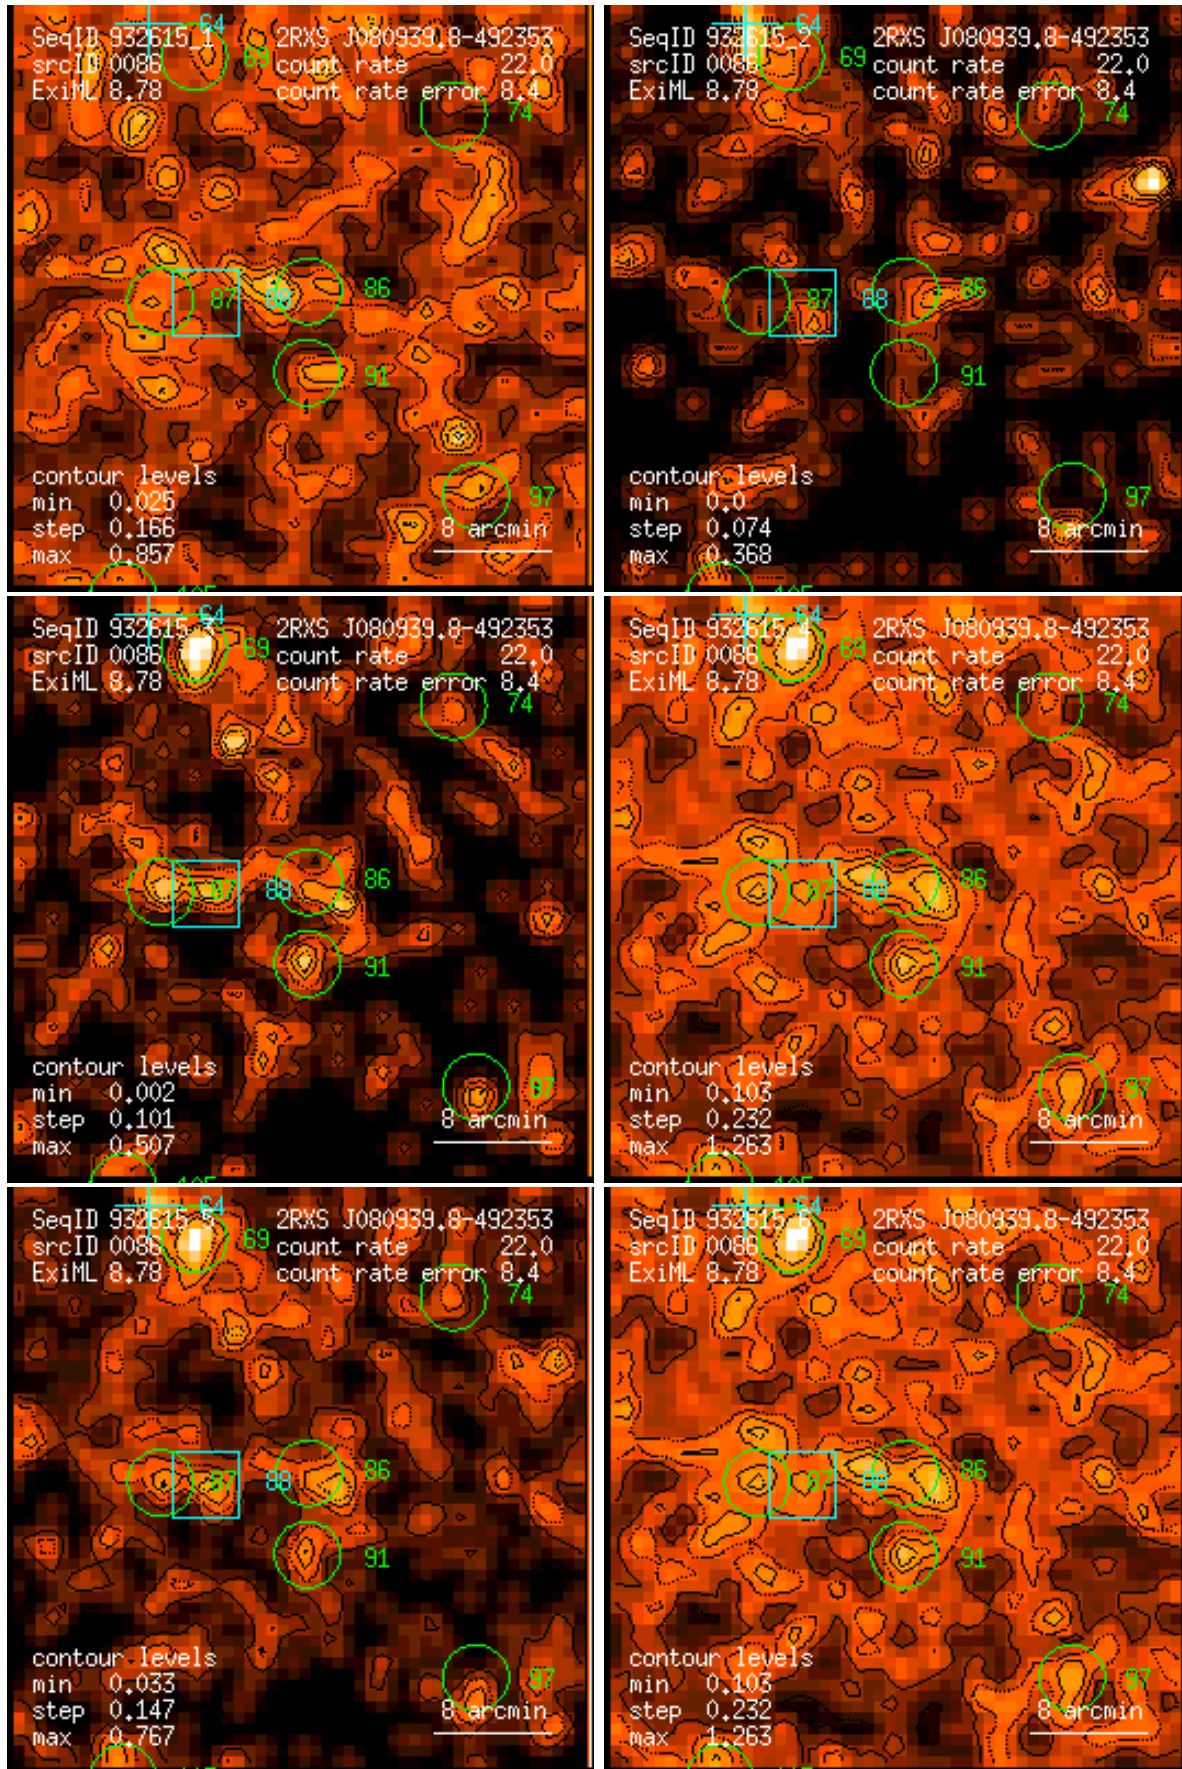 64
SeqID 932615_1 2RXS J080939.8-492353
srcID 0086 69 count rate 22.0
ExiML 8.78 count rate error 8.4
74
87 88 86
91
contour levels
min 0.025 97
step 0.166 8 arcmin
max 0.857
105
64
SeqID 932615_2 2RXS J080939.8-492353
srcID 0086 69 count rate 22.0
ExiML 8.78 count rate error 8.4
74
87 88 86
91
contour levels
min 0.0 97
step 0.074 8 arcmin
max 0.368
105
64
SeqID 932615_3 2RXS J080939.8-492353
srcID 0086 69 count rate 22.0
ExiML 8.78 count rate error 8.4
74
87 88 86
91
contour levels
min 0.002 97
step 0.101 8 arcmin
max 0.507
105
64
SeqID 932615_4 2RXS J080939.8-492353
srcID 0086 69 count rate 22.0
ExiML 8.78 count rate error 8.4
74
87 88 86
91
contour levels
min 0.103 97
step 0.232 8 arcmin
max 1.263
105
64
SeqID 932615_5 2RXS J080939.8-492353
srcID 0086 69 count rate 22.0
ExiML 8.78 count rate error 8.4
74
87 88 86
91
contour levels
min 0.033 97
step 0.147 8 arcmin
max 0.767
64
SeqID 932615_6 2RXS J080939.8-492353
srcID 0086 69 count rate 22.0
ExiML 8.78 count rate error 8.4
74
87 88 86
91
contour levels
min 0.103 97
step 0.232 8 arcmin
max 1.263